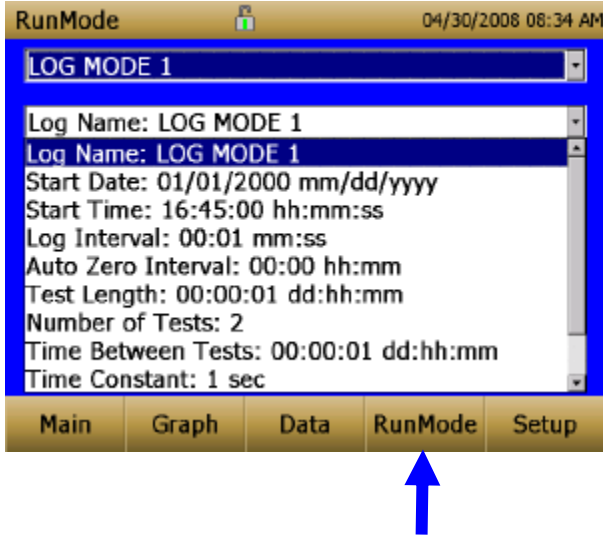 RunMode 04/30/2008 08:34 AM
LOG MODE 1
Log Name: LOG MODE 1
Log Name: LOG MODE 1
Start Date: 01/01/2000 mm/dd/yyyy
Start Time: 16:45:00 hh:mm:ss
Log Interval: 00:01 mm:ss
Auto Zero Interval: 00:00 hh:mm
Test Length: 00:00:01 dd:hh:mm
Number of Tests: 2
Time Between Tests: 00:00:01 dd:hh:mm
Time Constant: 1 sec
Main Graph Data RunMode Setup